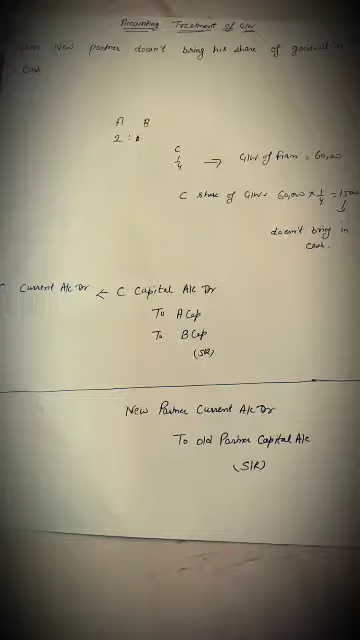 Accounting Treatment of G/W
When New partner doesn't bring his share of goodwill in
Cash
A B
2 : 1
C
1/4 → G/W of firm = 60,000
C share of G/W = 60,000 × 1/4 = 15000
↓
doesn't bring in
cash.
C Current A/c Dr ← C Capital A/c Dr
To A Cap
To B Cap
(S/R)
New Partner Current A/c Dr
To old Partner Capital A/c
(S/R)